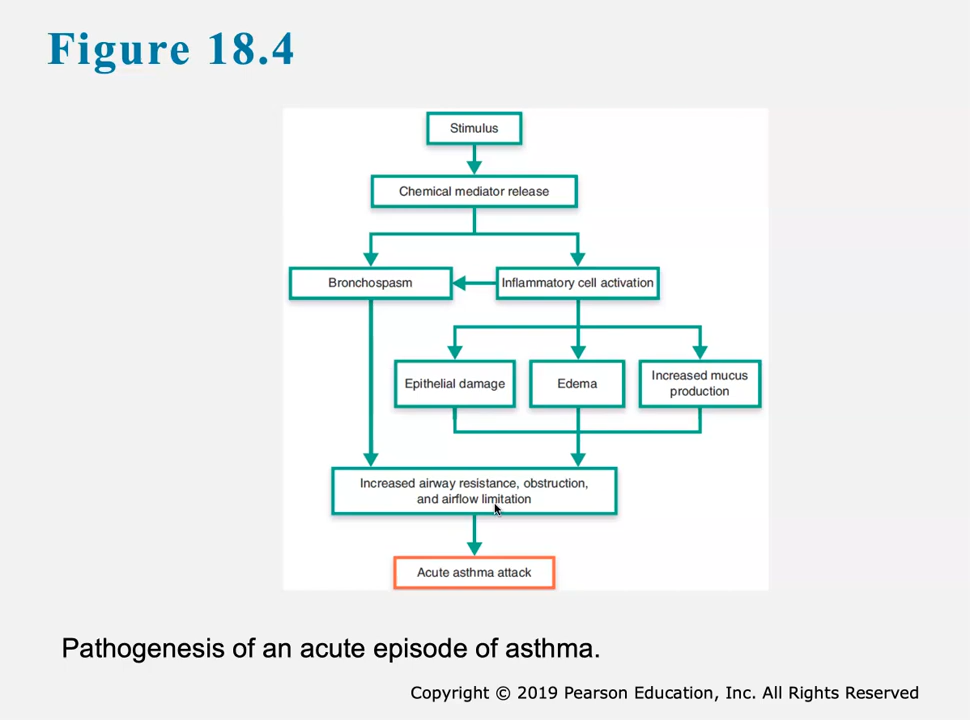 Figure 18.4
Stimulus
Chemical mediator release
Bronchospasm
Inflammatory cell activation
Epithelial damage
Edema
Increased mucus
production
Increased airway resistance, obstruction,
and airflow limitation
Acute asthma attack
Pathogenesis of an acute episode of asthma.
Copyright © 2019 Pearson Education, Inc. All Rights Reserved